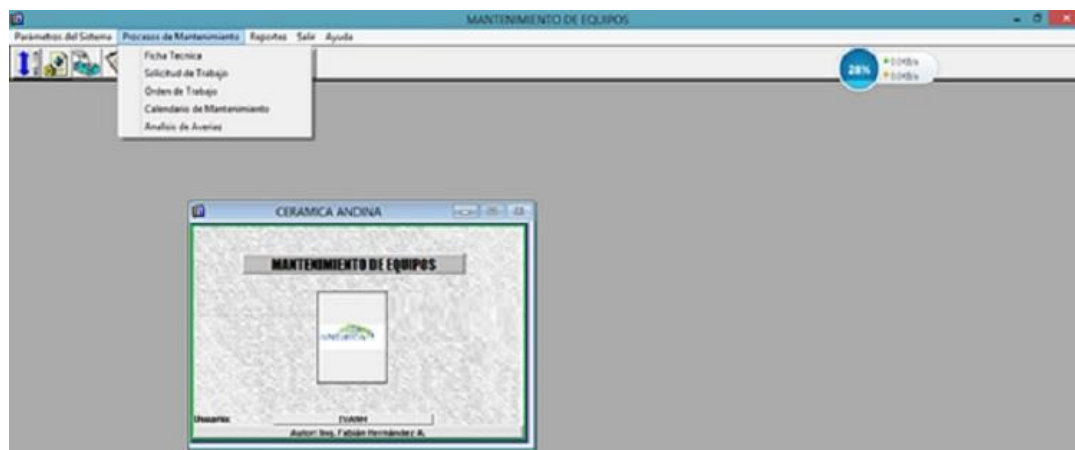 MANTENIMIENTO DE EQUIPOS
Parámetros del Sistema Procesos de Mantenimiento Reportes Salir Ayuda
Ficha Tecnica
Solicitud de Trabajo
Orden de Trabajo
Calendario de Mantenimiento
Analisis de Averias
28%
CERAMICA ANDINA
MANTENIMIENTO DE EQUIPOS
Usuario:
Autor: Ing. Fabián Hernández A.